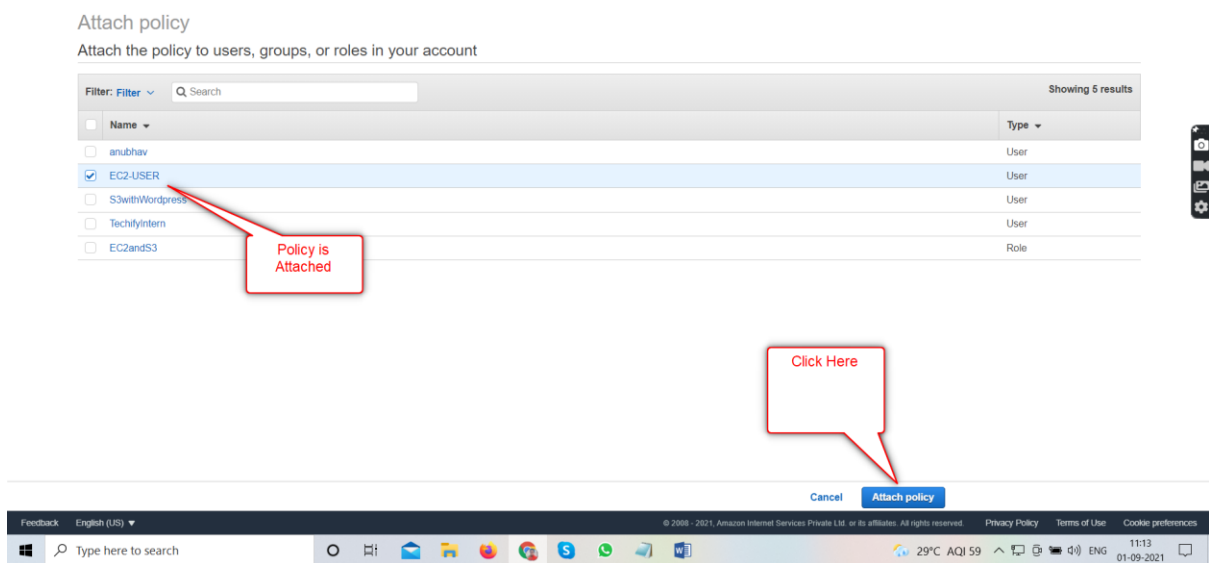 Attach policy
Attach the policy to users, groups, or roles in your account
Filter: Filter Search Showing 5 results
Name Type
anubhav User
EC2-USER User
S3withWordpress User
TechifyIntern User
EC2andS3 Role
Policy is
Attached
Click Here
Cancel Attach policy
Feedback English (US) © 2008 - 2021, Amazon Internet Services Private Ltd. or its affiliates. All rights reserved. Privacy Policy Terms of Use Cookie preferences
Type here to search 29°C AQI 59 ENG 11:13
01-09-2021